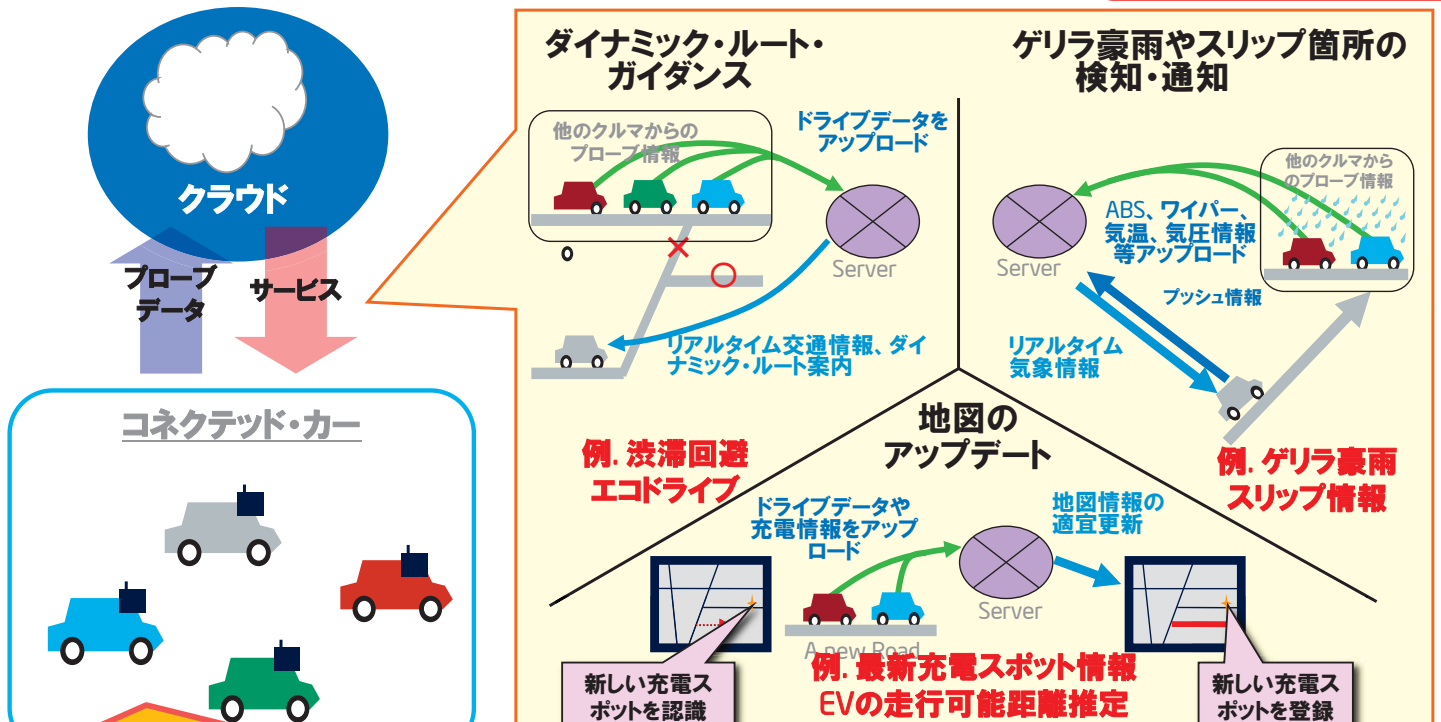 クラウド
プローブ
データ
サービス
コネクテッド・カー
ダイナミック・ルート・
ガイダンス
他のクルマからの
プローブ情報
ドライブデータを
アップロード
Server
リアルタイム交通情報、ダイ
ナミック・ルート案内
例. 渋滞回避
エコドライブ
ゲリラ豪雨やスリップ箇所の
検知・通知
他のクルマから
のプローブ情報
ABS、ワイパー、
気温、気圧情報
等アップロード
Server
プッシュ情報
リアルタイム
気象情報
例. ゲリラ豪雨
スリップ情報
地図の
アップデート
ドライブデータや
充電情報をアップ
ロード
地図情報の
適宜更新
Server
A new Road
例. 最新充電スポット情報
EVの走行可能距離推定
新しい充電ス
ポットを認識
新しい充電ス
ポットを登録